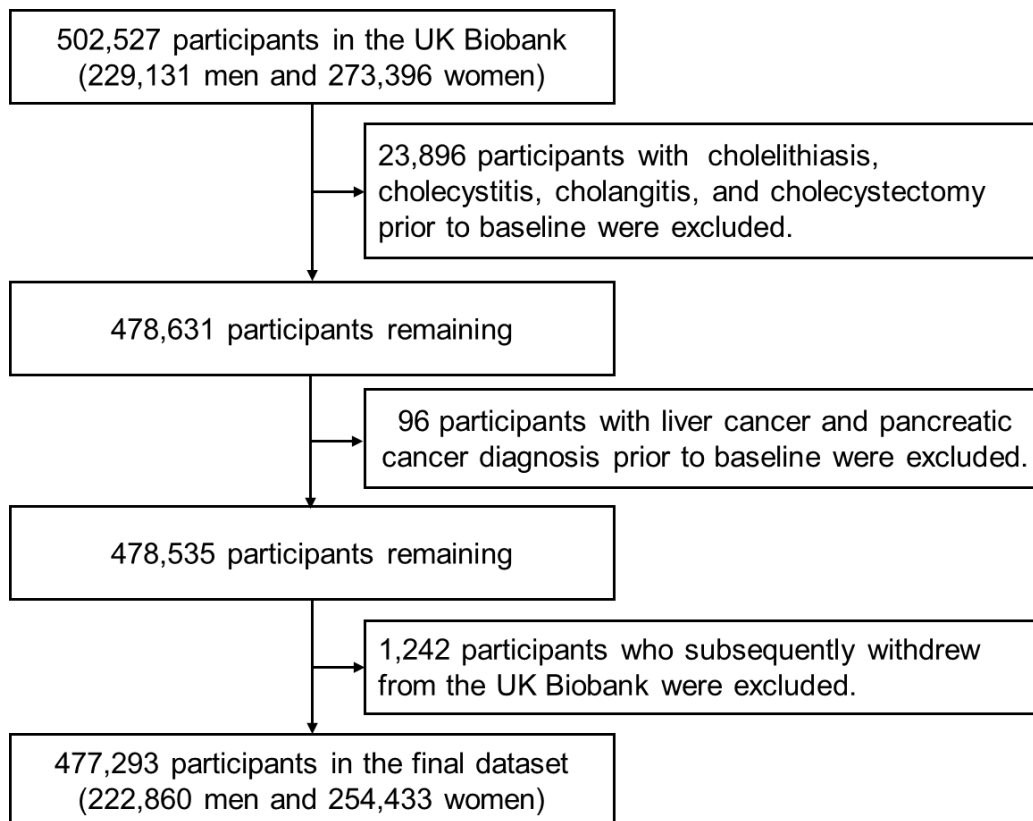 502,527 participants in the UK Biobank
(229,131 men and 273,396 women)
23,896 participants with cholelithiasis,
cholecystitis, cholangitis, and cholecystectomy
prior to baseline were excluded.
478,631 participants remaining
96 participants with liver cancer and pancreatic
cancer diagnosis prior to baseline were excluded.
478,535 participants remaining
1,242 participants who subsequently withdrew
from the UK Biobank were excluded.
477,293 participants in the final dataset
(222,860 men and 254,433 women)